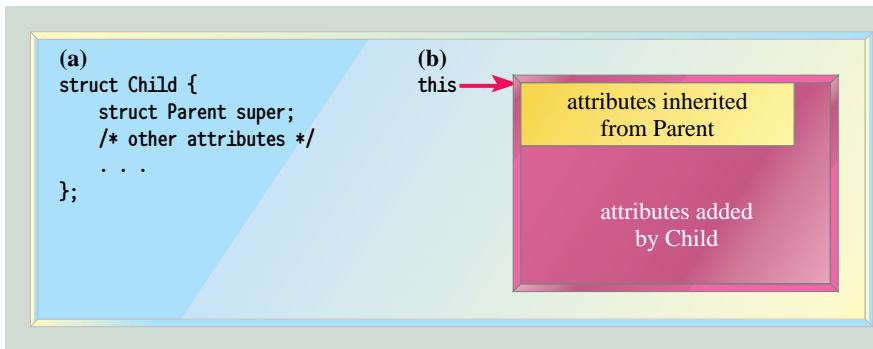 (a)
struct Child {
    struct Parent super;
    /* other attributes */
    . . .
};
(b)
this
attributes inherited
from Parent
attributes added
by Child